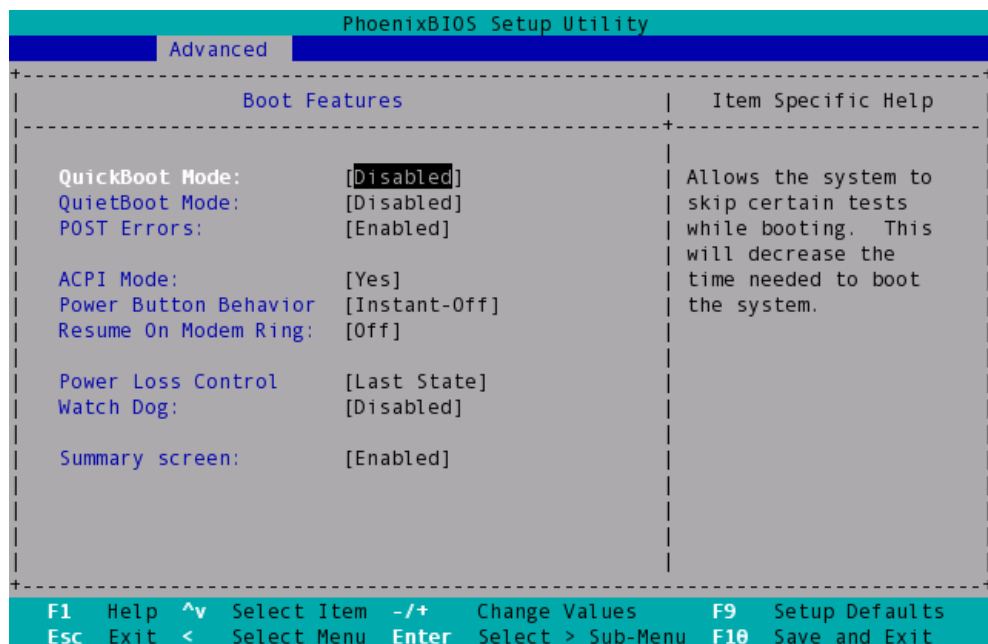 PhoenixBIOS Setup Utility
Advanced
Boot Features
Item Specific Help
QuickBoot Mode: [Disabled]
QuietBoot Mode: [Disabled]
POST Errors: [Enabled]
ACPI Mode: [Yes]
Power Button Behavior [Instant-Off]
Resume On Modem Ring: [Off]
Power Loss Control [Last State]
Watch Dog: [Disabled]
Summary screen: [Enabled]
Allows the system to
skip certain tests
while booting. This
will decrease the
time needed to boot
the system.
F1 Help ^v Select Item -/+ Change Values F9 Setup Defaults
Esc Exit < Select Menu Enter Select > Sub-Menu F10 Save and Exit